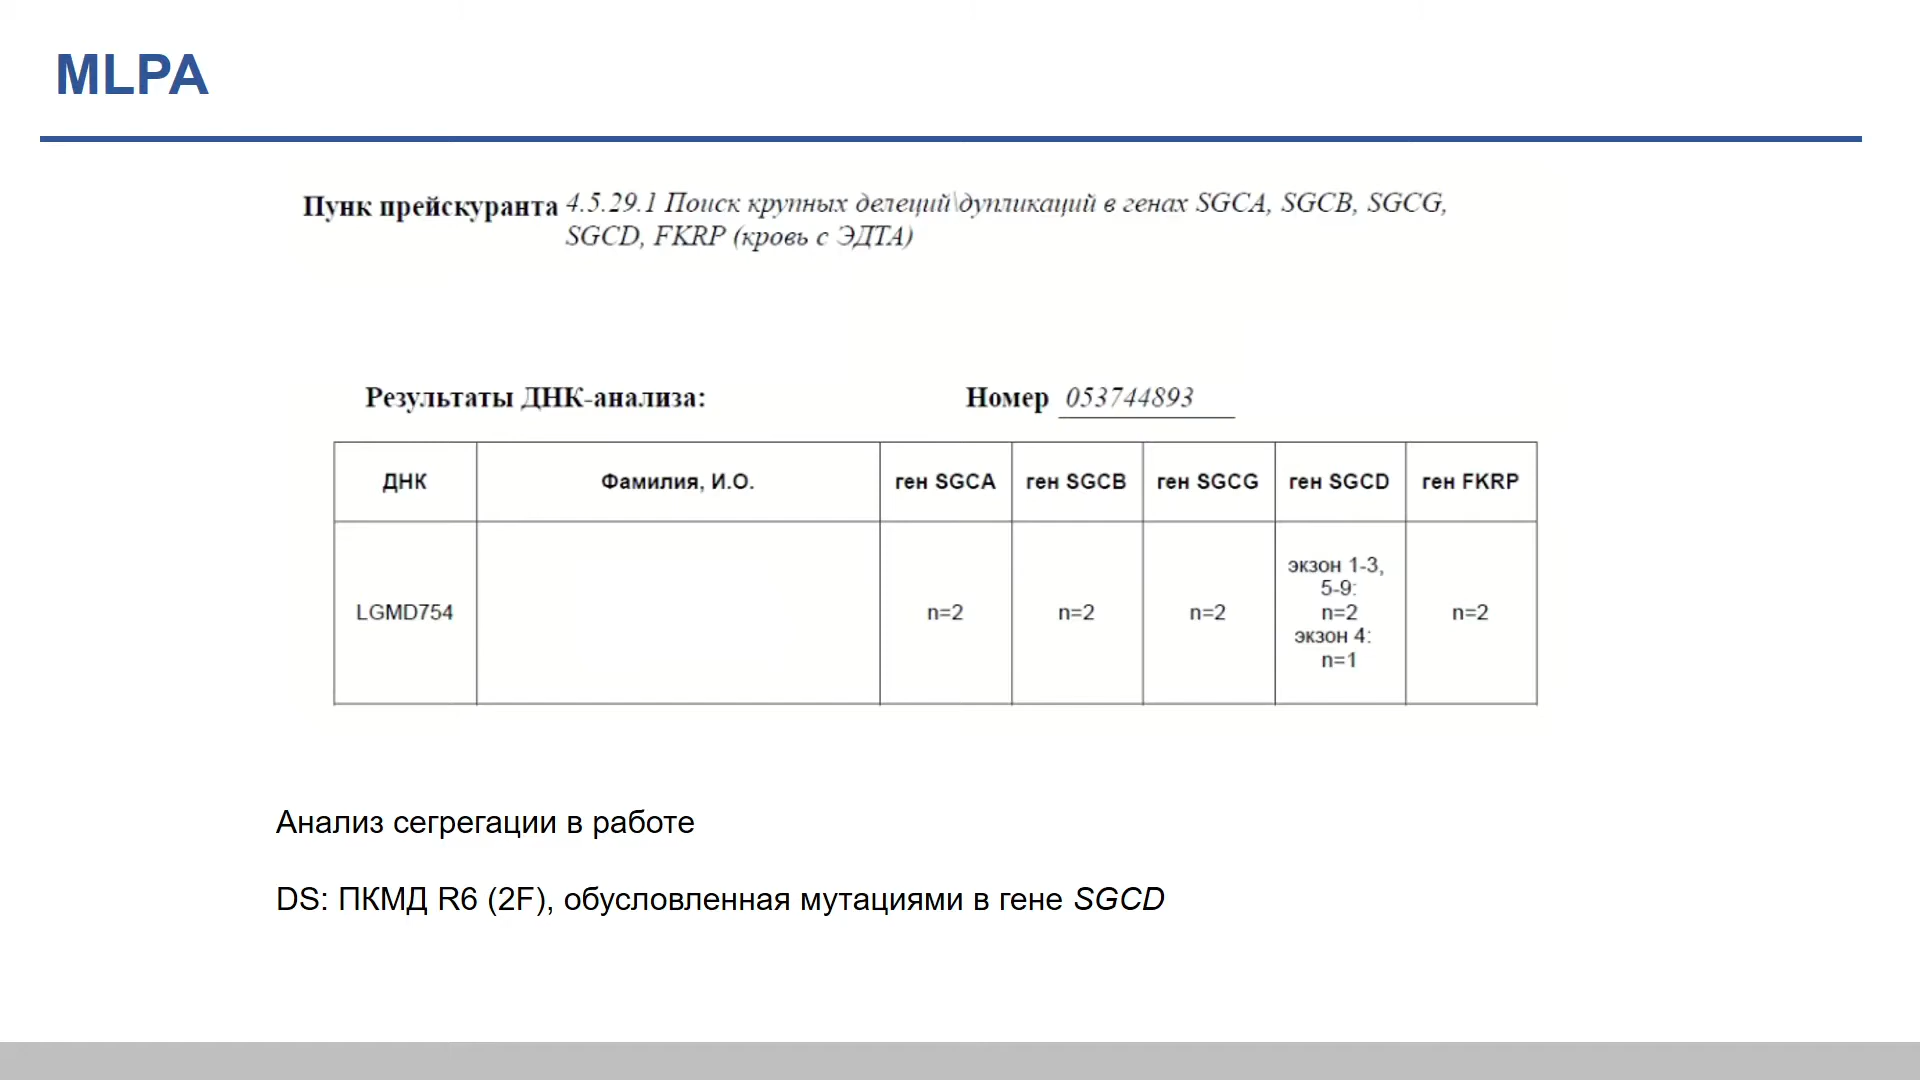 MLPA
Пунк прейскуранта 4.5.29.1 Поиск крупных делеций\дупликаций в генах SGCA, SGCB, SGCG,
SGCD, FKRP (кровь с ЭДТА)
Результаты ДНК-анализа: Номер 053744893
ДНК Фамилия, И.О. ген SGCA ген SGCB ген SGCG ген SGCD ген FKRP
LGMD754 n=2 n=2 n=2 экзон 1-3, n=2
5-9:
n=2
экзон 4:
n=1
Анализ сегрегации в работе
DS: ПКМД R6 (2F), обусловленная мутациями в гене SGCD